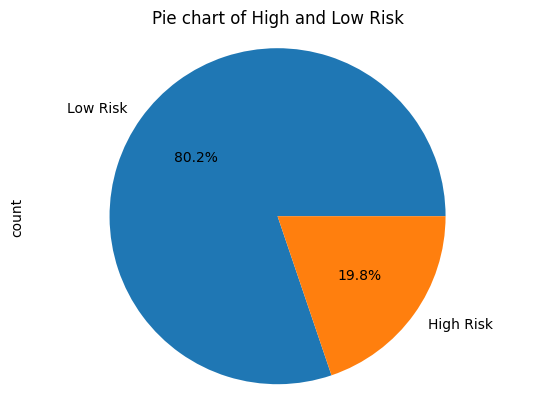 Pie chart of High and Low Risk
Low Risk
80.2%
count
19.8%
High Risk